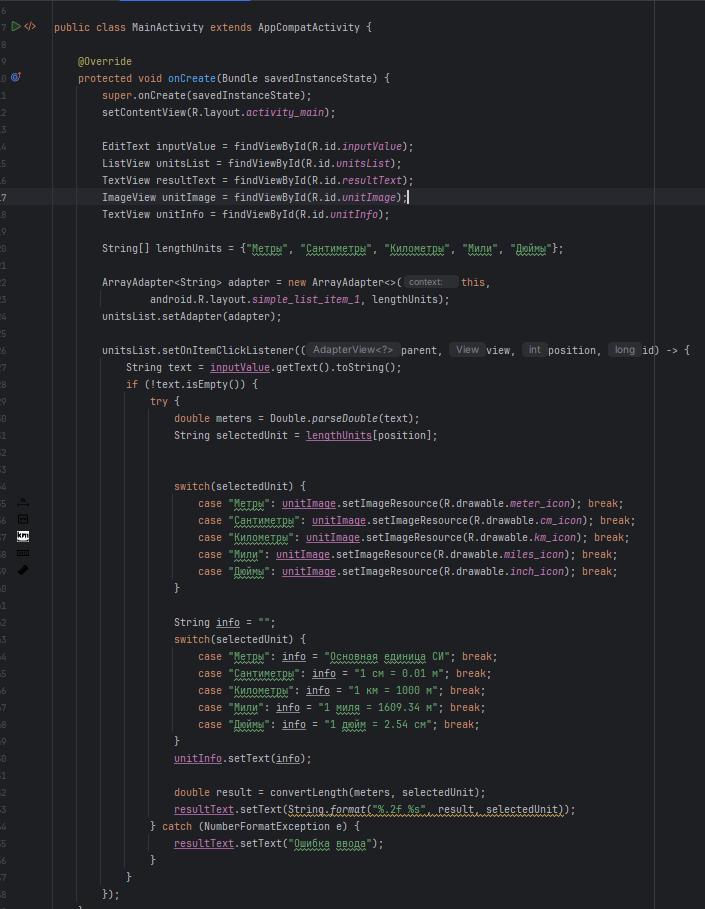 public class MainActivity extends AppCompatActivity {
@Override
protected void onCreate(Bundle savedInstanceState) {
super.onCreate(savedInstanceState);
setContentView(R.layout.activity_main);
EditText inputValue = findViewById(R.id.inputValue);
ListView unitsList = findViewById(R.id.unitsList);
TextView resultText = findViewById(R.id.resultText);
ImageView unitImage = findViewById(R.id.unitImage);
TextView unitInfo = findViewById(R.id.unitInfo);
String[] lengthUnits = {"Метры", "Сантиметры", "Километры", "Мили", "Дюймы"};
ArrayAdapter<String> adapter = new ArrayAdapter<>( context: this,
android.R.layout.simple_list_item_1, lengthUnits);
unitsList.setAdapter(adapter);
unitsList.setOnItemClickListener(( AdapterView<?> parent, View view, int position, long id) -> {
String text = inputValue.getText().toString();
if (!text.isEmpty()) {
try {
double meters = Double.parseDouble(text);
String selectedUnit = lengthUnits[position];
switch(selectedUnit) {
case "Метры": unitImage.setImageResource(R.drawable.meter_icon); break;
case "Сантиметры": unitImage.setImageResource(R.drawable.cm_icon); break;
case "Километры": unitImage.setImageResource(R.drawable.km_icon); break;
case "Мили": unitImage.setImageResource(R.drawable.miles_icon); break;
case "Дюймы": unitImage.setImageResource(R.drawable.inch_icon); break;
}
String info = "";
switch(selectedUnit) {
case "Метры": info = "Основная единица СИ"; break;
case "Сантиметры": info = "1 см = 0.01 м"; break;
case "Километры": info = "1 км = 1000 м"; break;
case "Мили": info = "1 миля = 1609.34 м"; break;
case "Дюймы": info = "1 дюйм = 2.54 см"; break;
}
unitInfo.setText(info);
double result = convertLength(meters, selectedUnit);
resultText.setText(String.format("%.2f %s", result, selectedUnit));
} catch (NumberFormatException e) {
resultText.setText("Ошибка ввода");
}
}
});